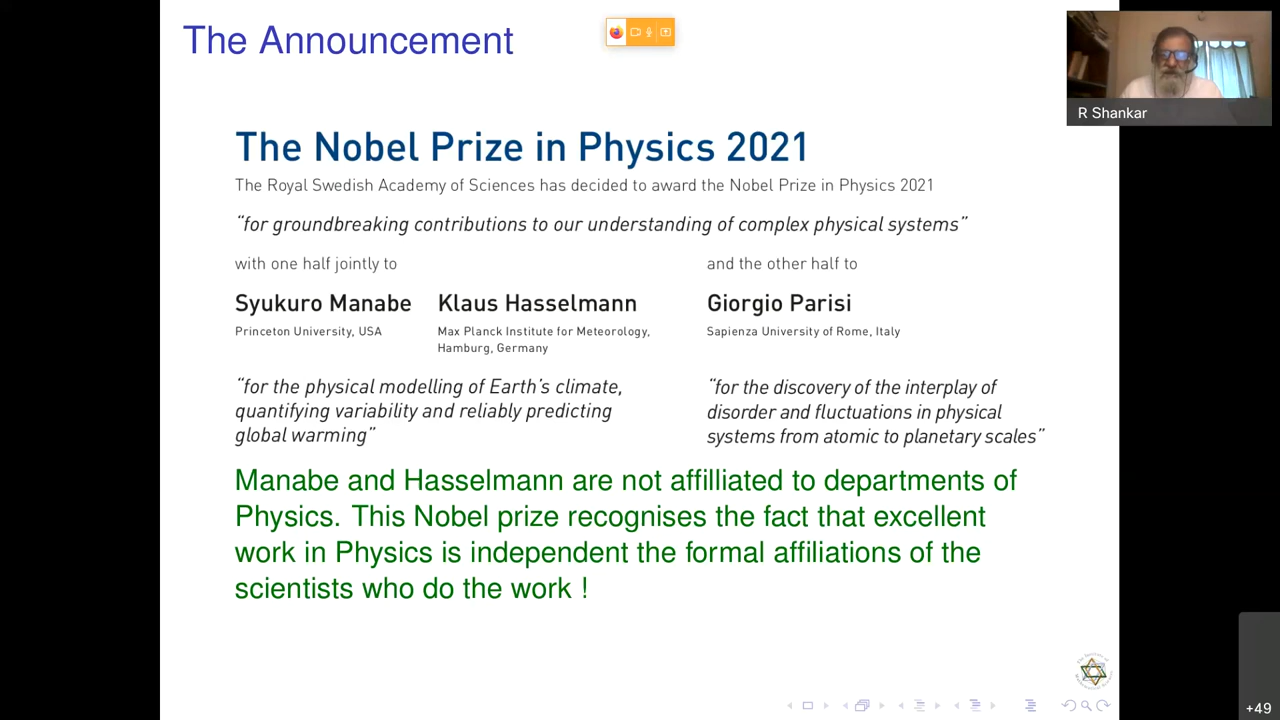 The Announcement
R Shankar
The Nobel Prize in Physics 2021
The Royal Swedish Academy of Sciences has decided to award the Nobel Prize in Physics 2021
“for groundbreaking contributions to our understanding of complex physical systems”
with one half jointly to
and the other half to
Syukuro Manabe
Klaus Hasselmann
Giorgio Parisi
Princeton University, USA
Max Planck Institute for Meteorology,
Hamburg, Germany
Sapienza University of Rome, Italy
“for the physical modelling of Earth’s climate,
quantifying variability and reliably predicting
global warming”
“for the discovery of the interplay of
disorder and fluctuations in physical
systems from atomic to planetary scales”
Manabe and Hasselmann are not affilliated to departments of
Physics. This Nobel prize recognises the fact that excellent
work in Physics is independent the formal affiliations of the
scientists who do the work !
+49